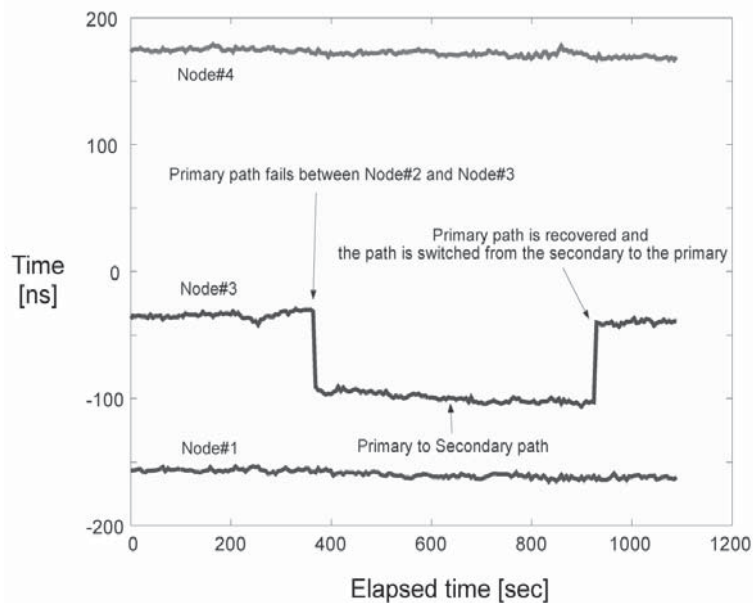 200
Node#4
100
Primary path fails between Node#2 and Node#3
Primary path is recovered and
the path is switched from the secondary to the primary
Time
[ns]
0
Node#3
-100
Primary to Secondary path
Node#1
-200
0
200
400
600
800
1000
1200
Elapsed time [sec]